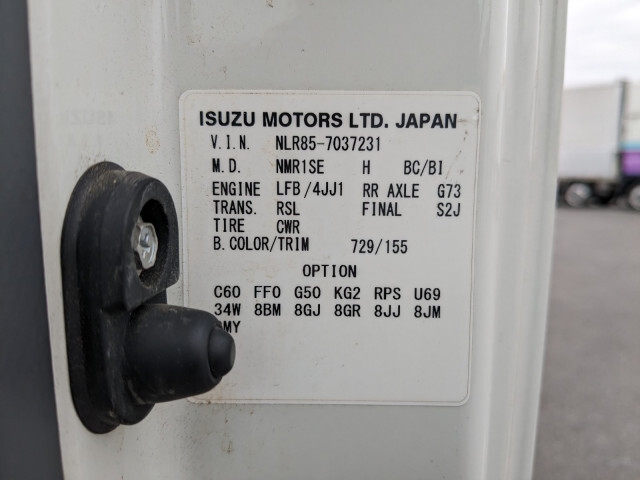 ISUZU MOTORS LTD. JAPAN
V.I.N. NLR85-7037231
M.D. NMR1SE H BC/BI
ENGINE LFB/4JJ1 RR AXLE G73
TRANS. RSL FINAL S2J
TIRE CWR
B.COLOR/TRIM 729/155
OPTION
C60 FF0 G50 KG2 RPS U69
34W 8BM 8GJ 8GR 8JJ 8JM